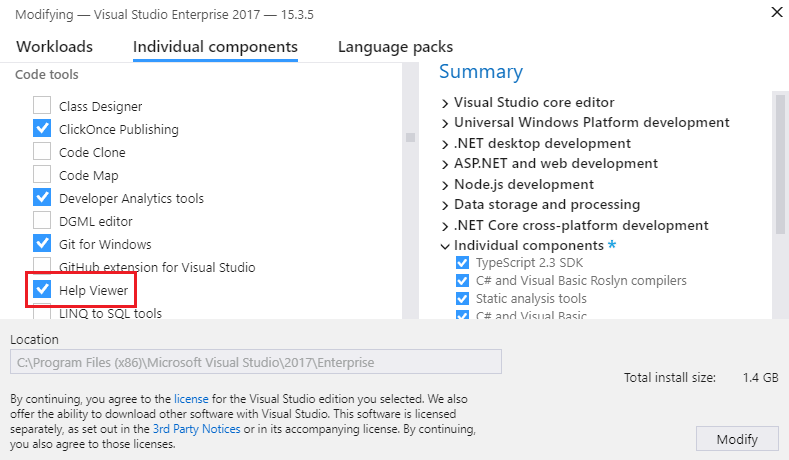 Modifying — Visual Studio Enterprise 2017 — 15.3.5
Workloads
Individual components
Language packs
Code tools
Class Designer
ClickOnce Publishing
Code Clone
Code Map
Developer Analytics tools
DGML editor
Git for Windows
GitHub extension for Visual Studio
Help Viewer
LINQ to SQL tools
Summary
Visual Studio core editor
Universal Windows Platform development
.NET desktop development
ASP.NET and web development
Node.js development
Data storage and processing
.NET Core cross-platform development
Individual components *
TypeScript 2.3 SDK
C# and Visual Basic Roslyn compilers
Static analysis tools
C# and Visual Basic
Location
C:\Program Files (x86)\Microsoft Visual Studio\2017\Enterprise
By continuing, you agree to the license for the Visual Studio edition you selected. We also
offer the ability to download other software with Visual Studio. This software is licensed
separately, as set out in the 3rd Party Notices or in its accompanying license. By continuing,
you also agree to those licenses.
Total install size: 1.4 GB
Modify